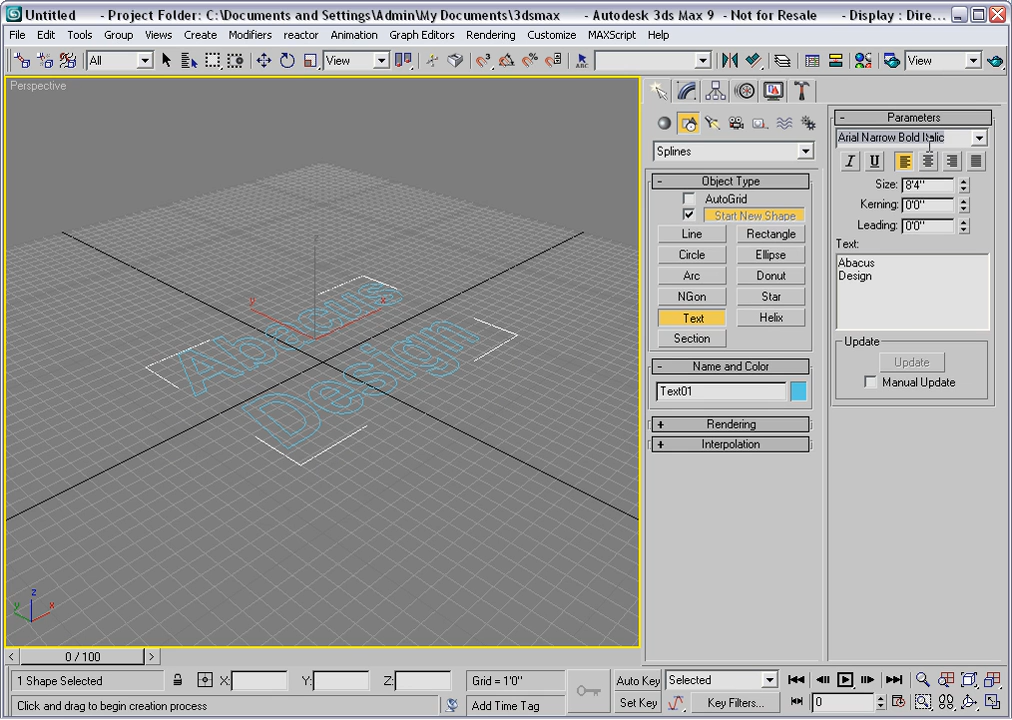 Untitled - Project Folder: C:\Documents and Settings\Admin\My Documents\3dsmax - Autodesk 3ds Max 9 - Not for Resale - Display : Dire...
File Edit Tools Group Views Create Modifiers reactor Animation Graph Editors Rendering Customize MAXScript Help
All View View
Perspective
Splines
- Object Type
AutoGrid
Start New Shape
Line Rectangle
Circle Ellipse
Arc Donut
NGon Star
Text Helix
Section
- Name and Color
Text01
+ Rendering
+ Interpolation
- Parameters
Arial Narrow Bold Italic
I U
Size: 8'4"
Kerning: 0'0"
Leading: 0'0"
Text:
Abacus
Design
Update
Update
Manual Update
Abacus
Design
y x
z
y x
< 0 / 100 >
1 Shape Selected X: Y: Z: Grid = 1'0" Auto Key Selected
Click and drag to begin creation process Add Time Tag Set Key Key Filters... 0